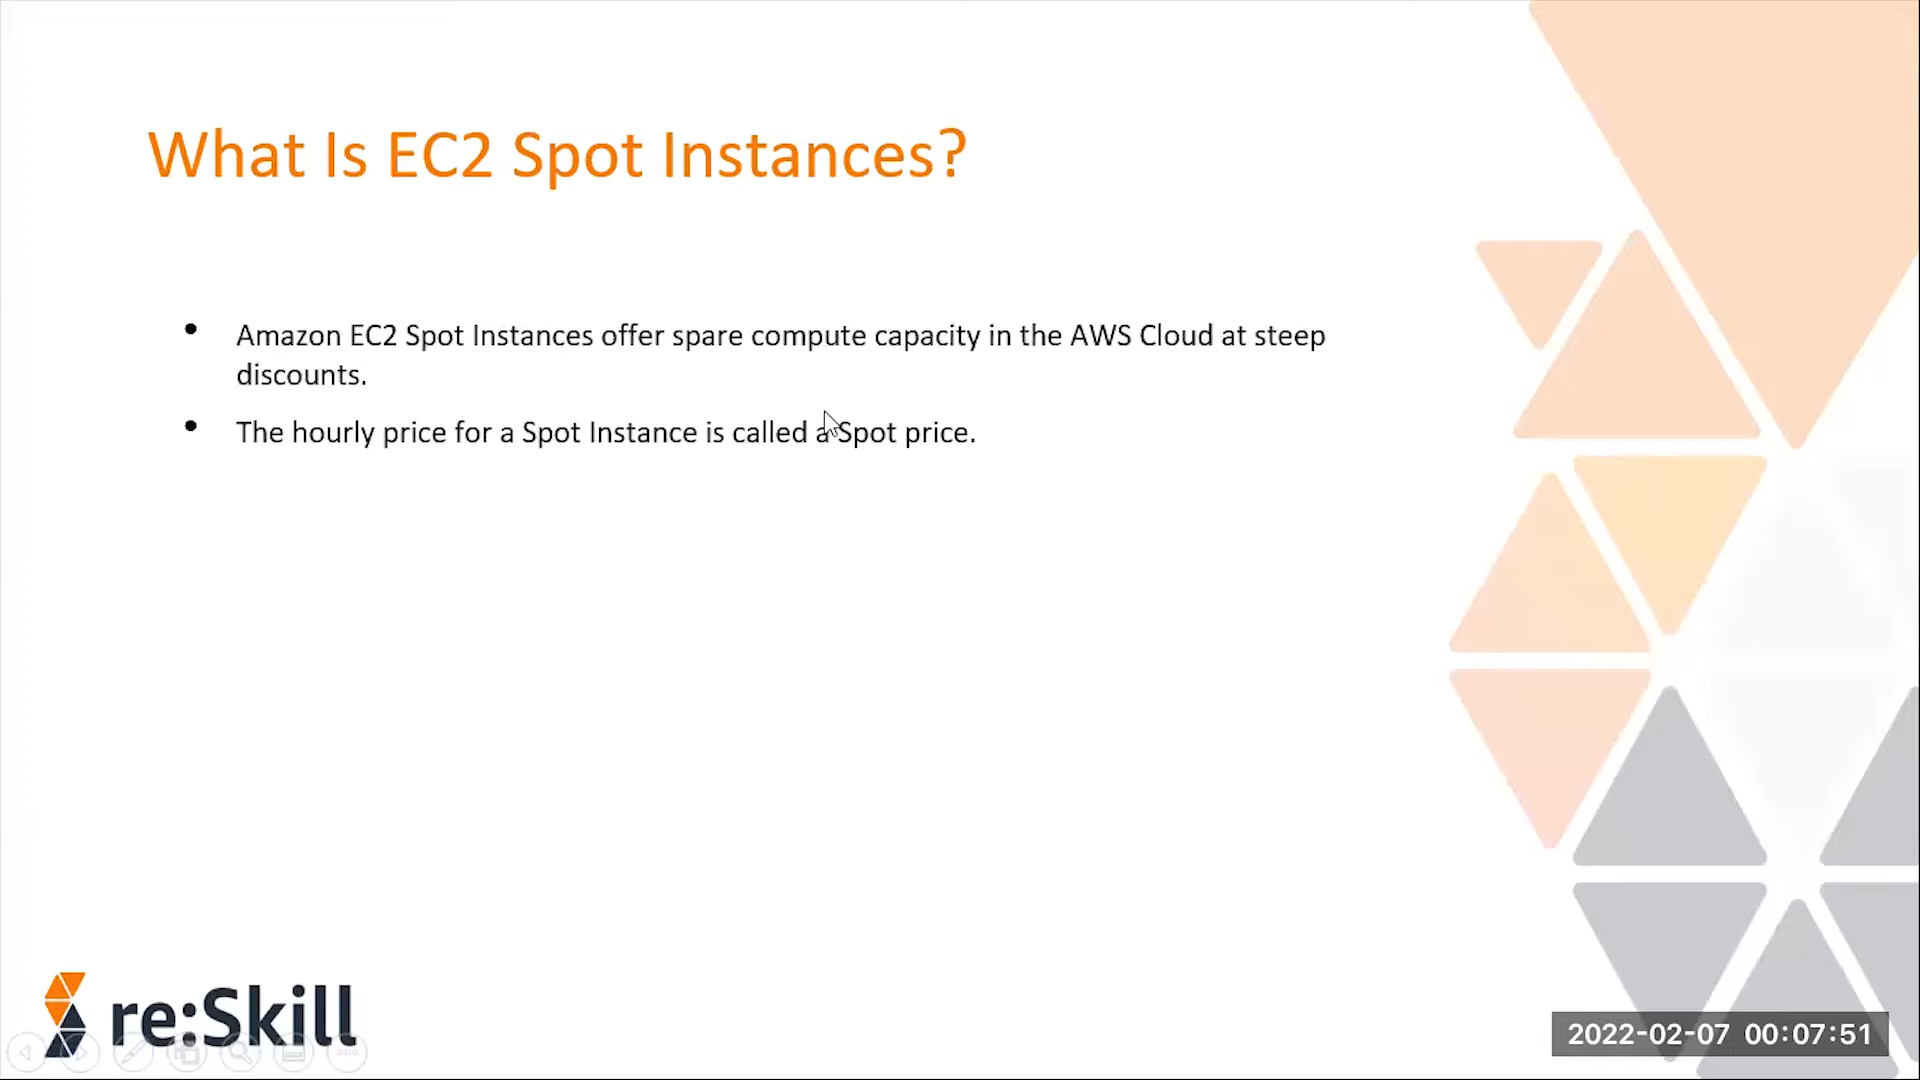 What Is EC2 Spot Instances?
• Amazon EC2 Spot Instances offer spare compute capacity in the AWS Cloud at steep
discounts.
• The hourly price for a Spot Instance is called a Spot price.
re:Skill
2022-02-07 00:07:51